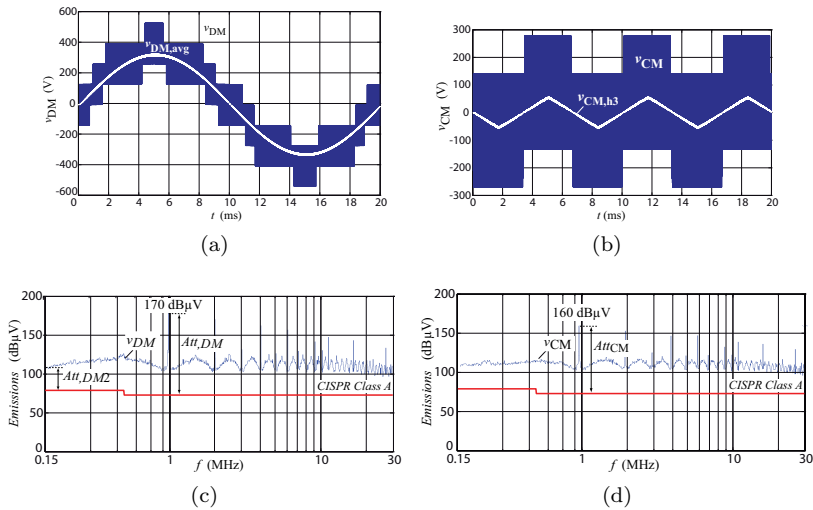 600
400
200
0
-200
-400
-600
vDM (V)
vDM
vDM,avg
0 2 4 6 8 10 12 14 16 18 20
t (ms)
(a)
300
200
100
0
-100
-200
-300
vCM (V)
vCM
vCM,h3
0 2 4 6 8 10 12 14 16 18 20
t (ms)
(b)
200
150
100
50
0
Emissions (dBµV)
170 dBµV
vDM
Att,DM
Att,DM2
CISPR Class A
0.15 1 10 30
f (MHz)
(c)
200
150
100
50
0
Emissions (dBµV)
160 dBµV
vCM
AttCM
CISPR Class A
0.15 1 10 30
f (MHz)
(d)